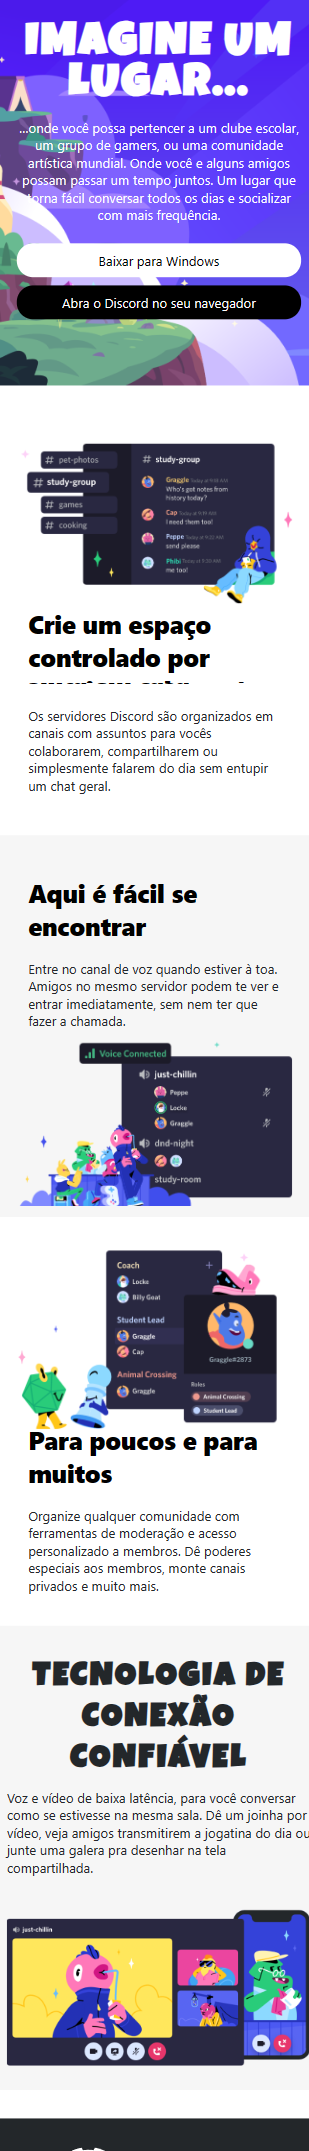 IMAGINE UM
LUGAR...
...onde você possa pertencer a um clube escolar,
um grupo de gamers, ou uma comunidade
artística mundial. Onde você e alguns amigos
possam passar um tempo juntos. Um lugar que
torna fácil conversar todos os dias e socializar
com mais frequência.
Baixar para Windows
Abra o Discord no seu navegador
# pet-photos
# study-group
# games
# cooking
# study-group
Graggle Today at 9:18 AM
Who's got notes from
history today?
Cap Today at 9:18 AM
I need them too!
Peppe Today at 9:20 AM
send please
Phibi Today at 9:20 AM
me too!
Crie um espaço
controlado por
Os servidores Discord são organizados em
canais com assuntos para vocês
colaborarem, compartilharem ou
simplesmente falarem do dia sem entupir
um chat geral.
Aqui é fácil se
encontrar
Entre no canal de voz quando estiver à toa.
Amigos no mesmo servidor podem te ver e
entrar imediatamente, sem nem ter que
fazer a chamada.
Voice Connected
just-chillin
Peppe
Locke
Graggle
dnd-night
study-room
Coach
Locke
Billy Goat
Student Lead
Graggle
Cap
Animal Crossing
Graggle
Graggle#2873
Roles
Animal Crossing
Student Lead
Para poucos e para
muitos
Organize qualquer comunidade com
ferramentas de moderação e acesso
personalizado a membros. Dê poderes
especiais aos membros, monte canais
privados e muito mais.
TECNOLOGIA DE
CONEXÃO
CONFIÁVEL
Voz e vídeo de baixa latência, para você conversar
como se estivesse na mesma sala. Dê um joinha por
vídeo, veja amigos transmitirem a jogatina do dia ou
junte uma galera pra desenhar na tela
compartilhada.
just-chillin